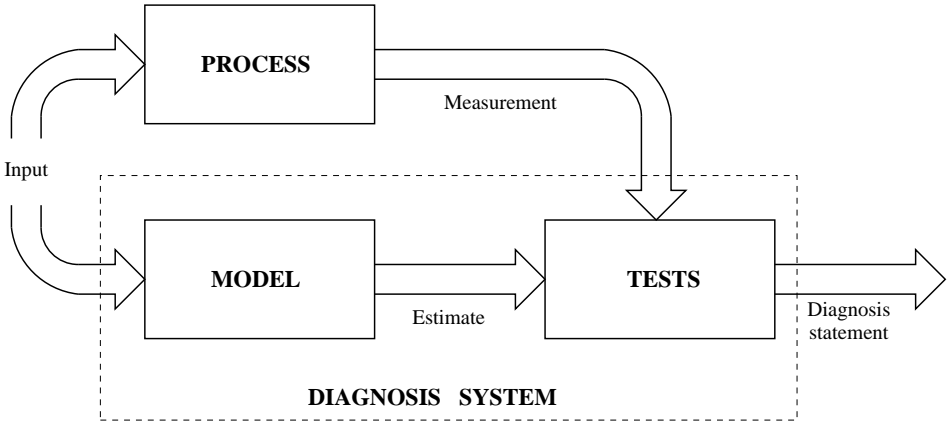 PROCESS
Measurement
Input
MODEL
Estimate
TESTS
Diagnosis
statement
DIAGNOSIS SYSTEM